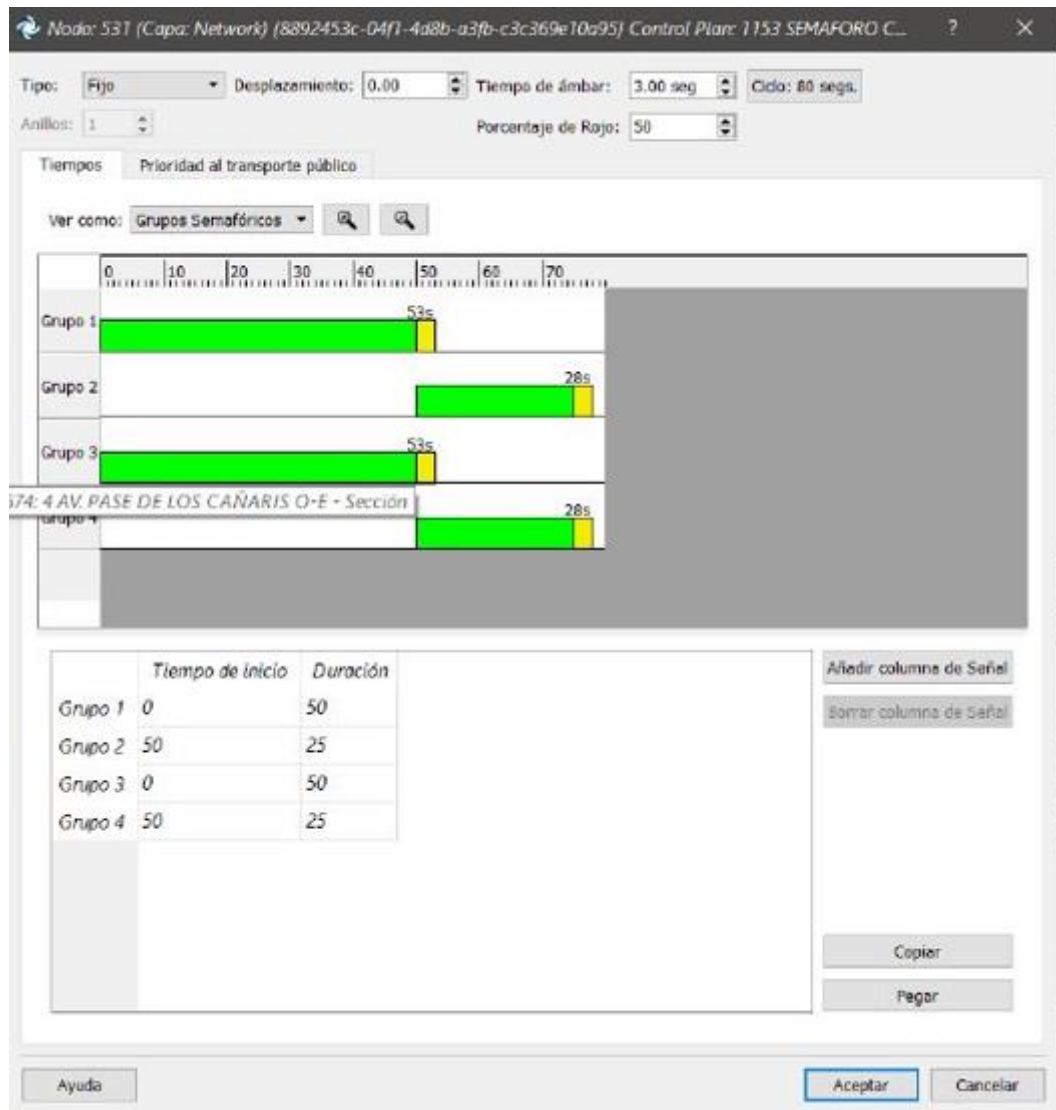 Nodo: 531 (Capa: Network) (8892453c-04f1-4d8b-a3fb-c3c369e10a95) Control Plan: 1153 SEMAFORO C... ? ×
Tipo: Fijo Desplazamiento: 0.00 Tiempo de ámbar: 3.00 seg Ciclo: 80 segs.
Anillos: 1 Porcentaje de Rojo: 50
Tiempos Prioridad al transporte público
Ver como: Grupos Semafóricos
0 10 20 30 40 50 60 70
53s
Grupo 1
28s
Grupo 2
53s
Grupo 3
574: 4 AV. PASE DE LOS CAÑARIS O-E - Sección
28s
Grupo 4
Tiempo de inicio Duración
Grupo 1 0 50
Grupo 2 50 25
Grupo 3 0 50
Grupo 4 50 25
Añadir columna de Señal
Borrar columna de Señal
Copiar
Pegar
Ayuda Aceptar Cancelar